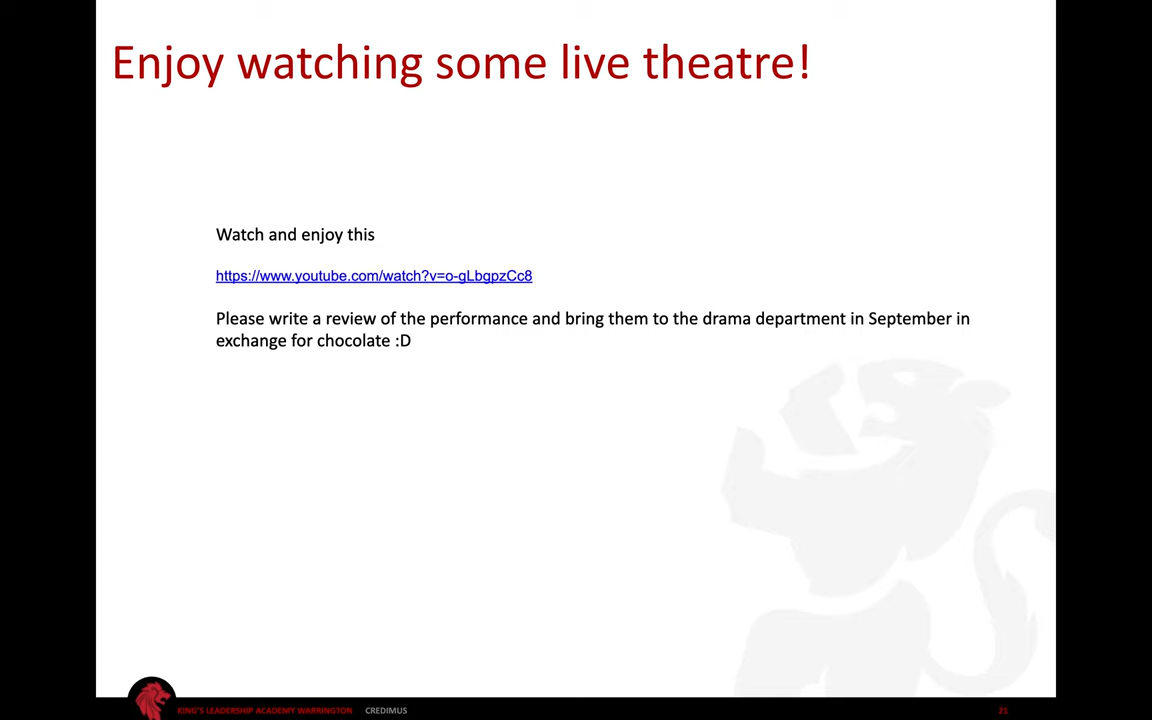 Enjoy watching some live theatre!
Watch and enjoy this
https://www.youtube.com/watch?v=o-gLbgpzCc8
Please write a review of the performance and bring them to the drama department in September in
exchange for chocolate :D
KING'S LEADERSHIP ACADEMY WARRINGTON CREDIMUS 21